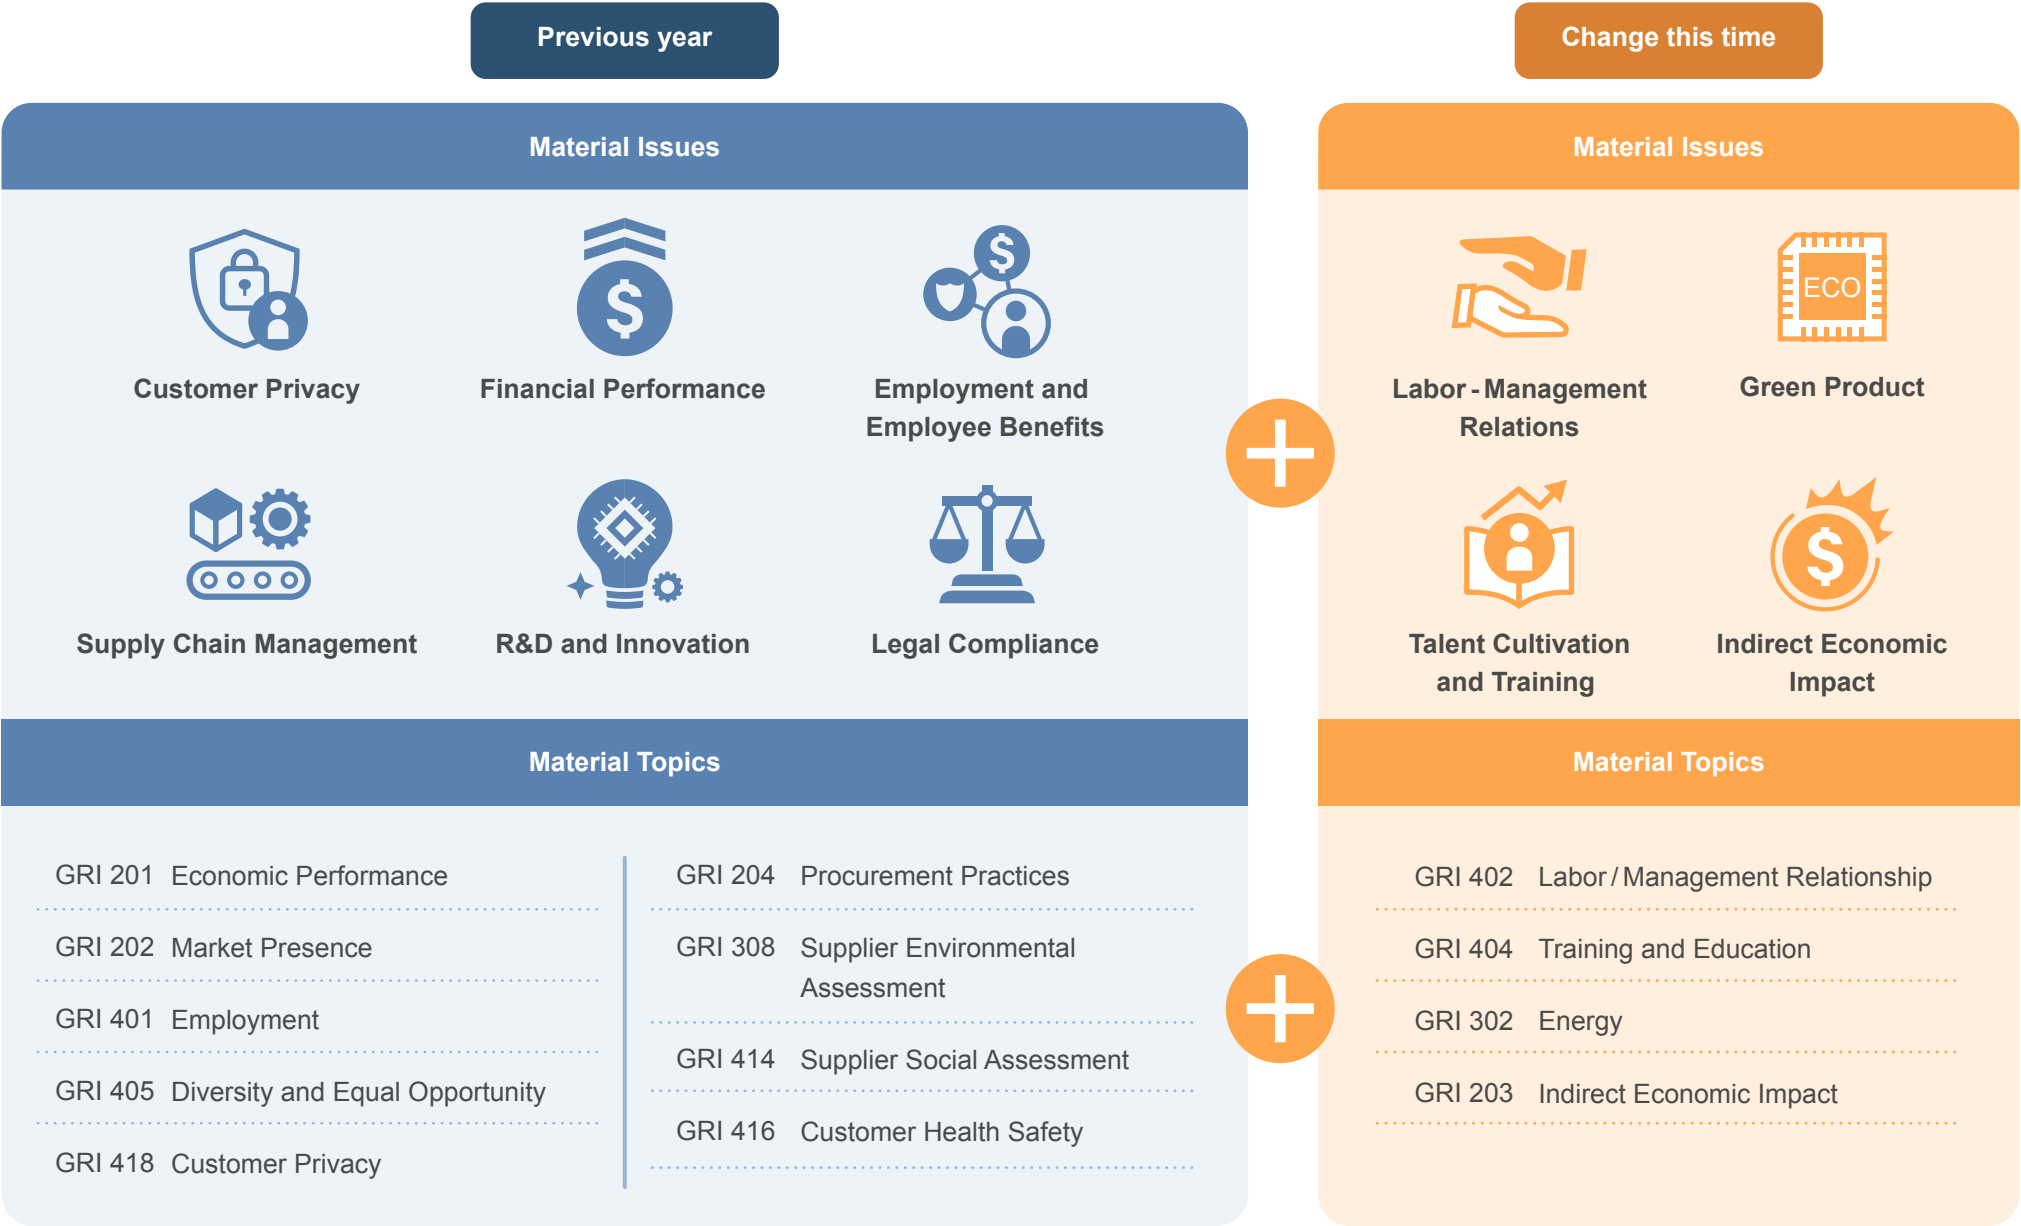 Previous year
Change this time
Material Issues
Customer Privacy
Financial Performance
Employment and
Employee Benefits
Supply Chain Management
R&D and Innovation
Legal Compliance
Material Issues
ECO
Labor-Management
Relations
Green Product
Talent Cultivation
and Training
Indirect Economic
Impact
Material Topics
GRI 201 Economic Performance
GRI 202 Market Presence
GRI 401 Employment
GRI 405 Diversity and Equal Opportunity
GRI 418 Customer Privacy
GRI 204 Procurement Practices
GRI 308 Supplier Environmental
Assessment
GRI 414 Supplier Social Assessment
GRI 416 Customer Health Safety
Material Topics
GRI 402 Labor/Management Relationship
GRI 404 Training and Education
GRI 302 Energy
GRI 203 Indirect Economic Impact